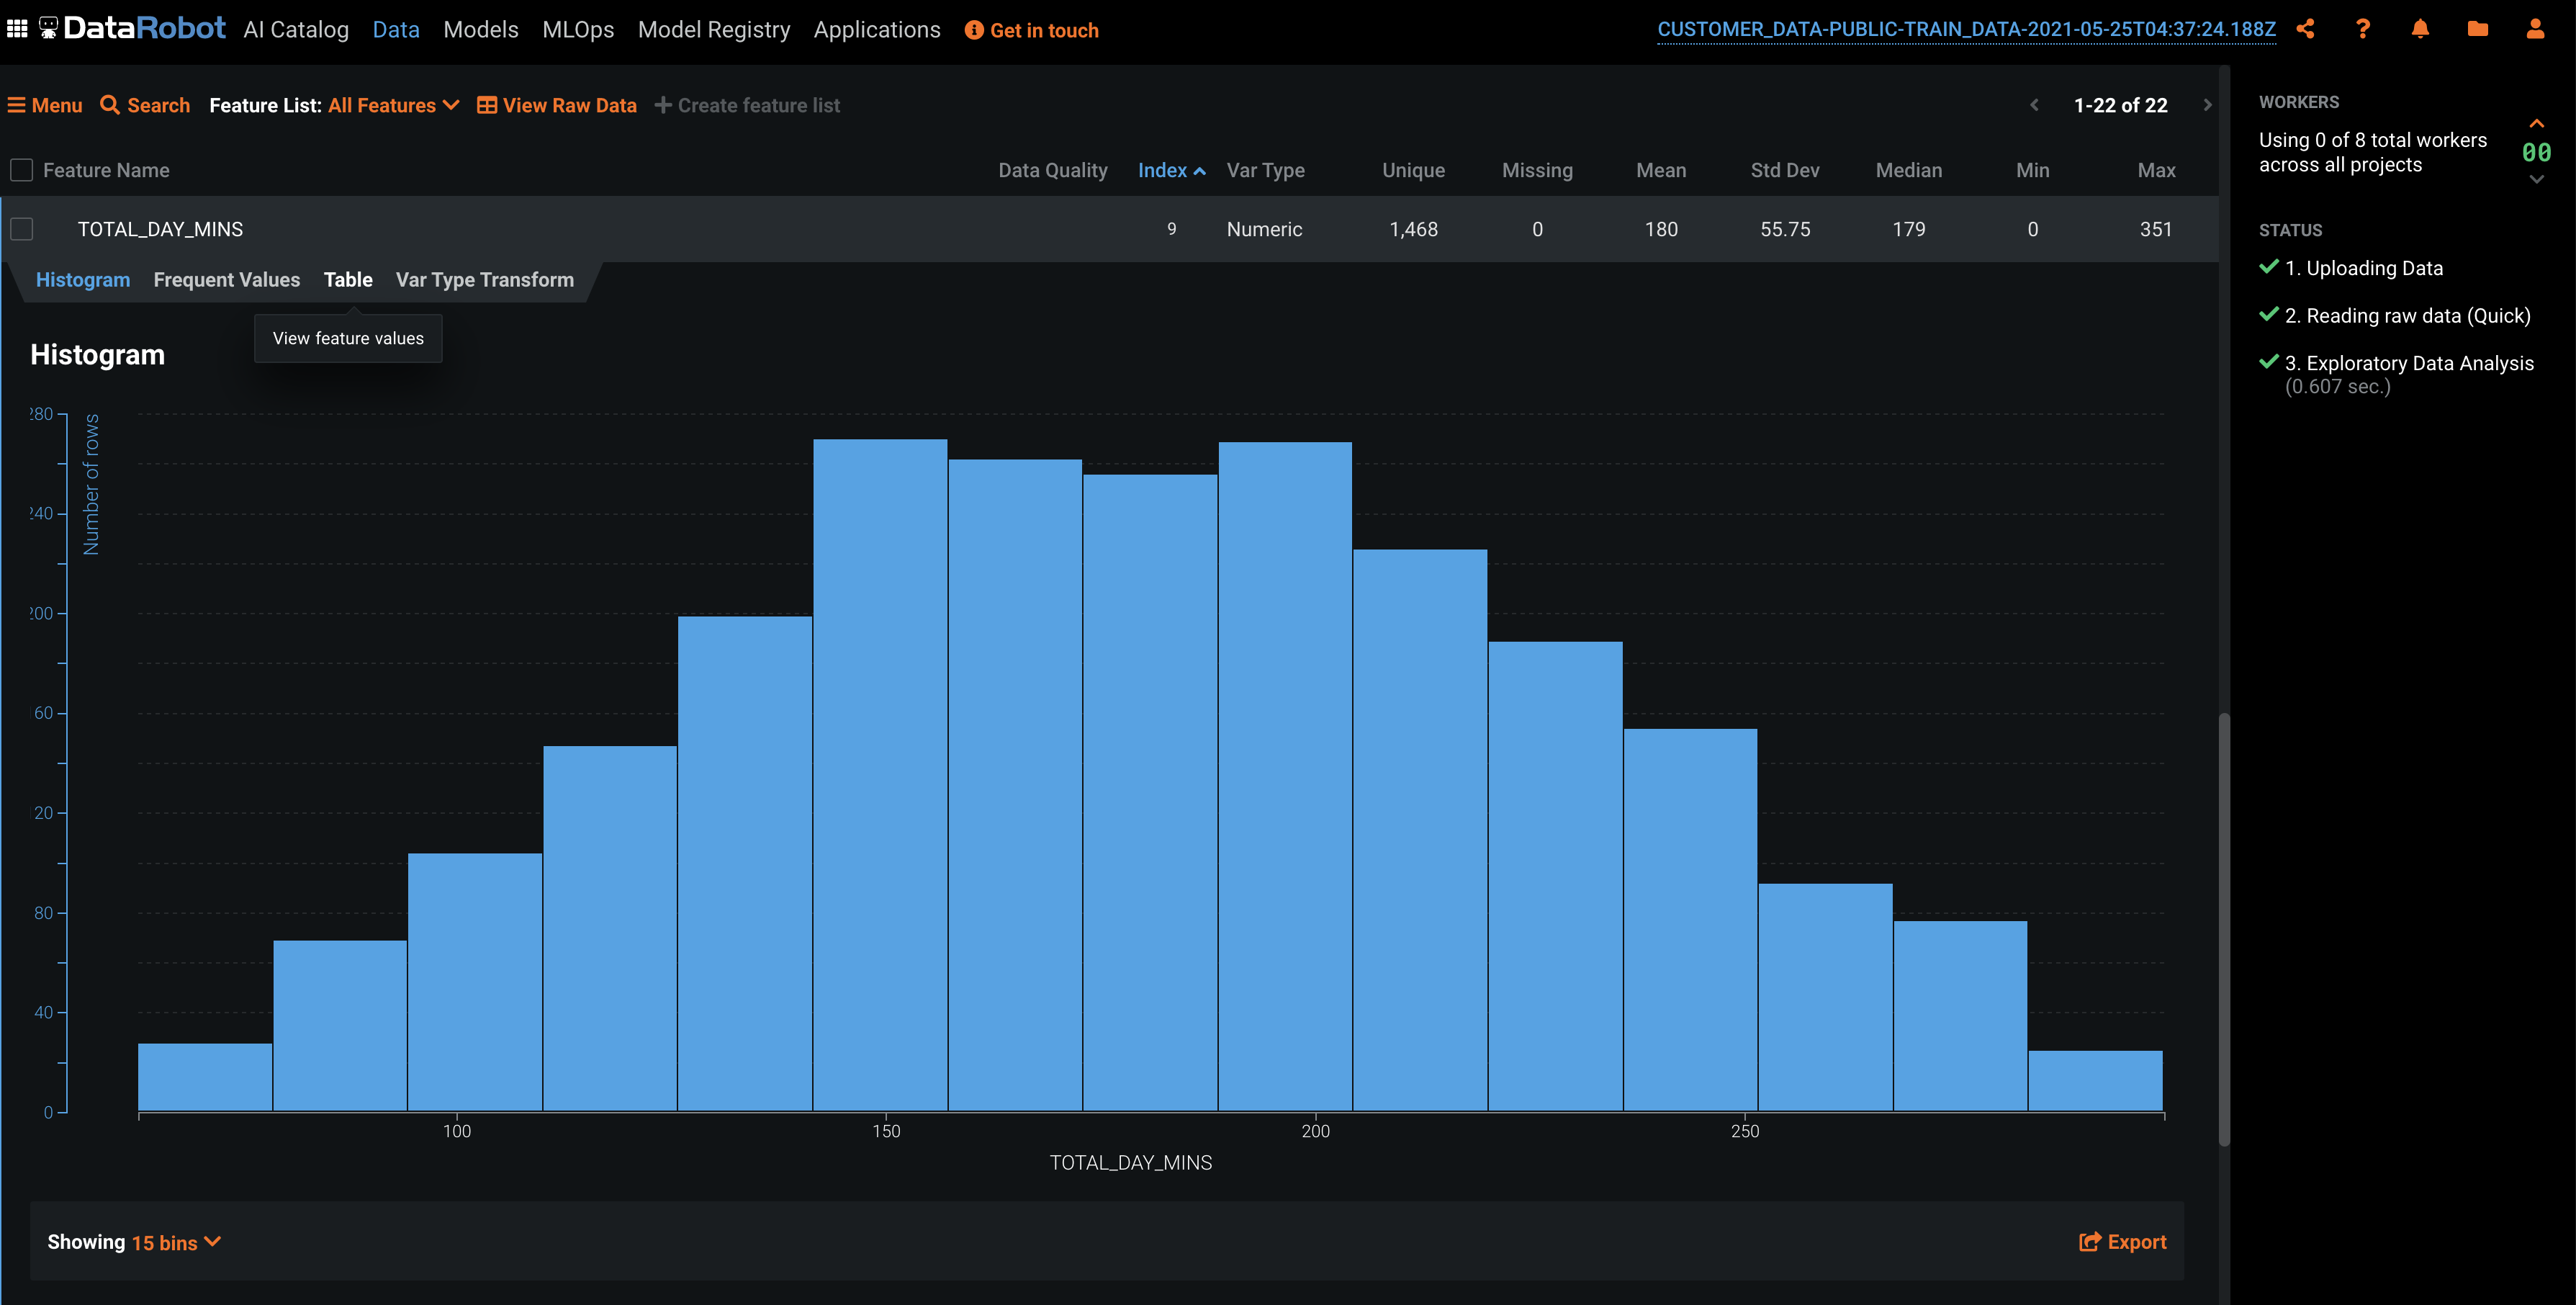 DataRobot AI Catalog Data Models MLOps Model Registry Applications Get in touch CUSTOMER_DATA-PUBLIC-TRAIN_DATA-2021-05-25T04:37:24.188Z
Menu Search Feature List: All Features View Raw Data Create feature list 1-22 of 22
Feature Name Data Quality Index Var Type Unique Missing Mean Std Dev Median Min Max
TOTAL_DAY_MINS 9 Numeric 1,468 0 180 55.75 179 0 351
Histogram Frequent Values Table Var Type Transform
View feature values
Histogram
Number of rows
280
240
200
60
20
80
40
0
100 150 200 250
TOTAL_DAY_MINS
Showing 15 bins Export
WORKERS
Using 0 of 8 total workers
across all projects
00
STATUS
1. Uploading Data
2. Reading raw data (Quick)
3. Exploratory Data Analysis
(0.607 sec.)